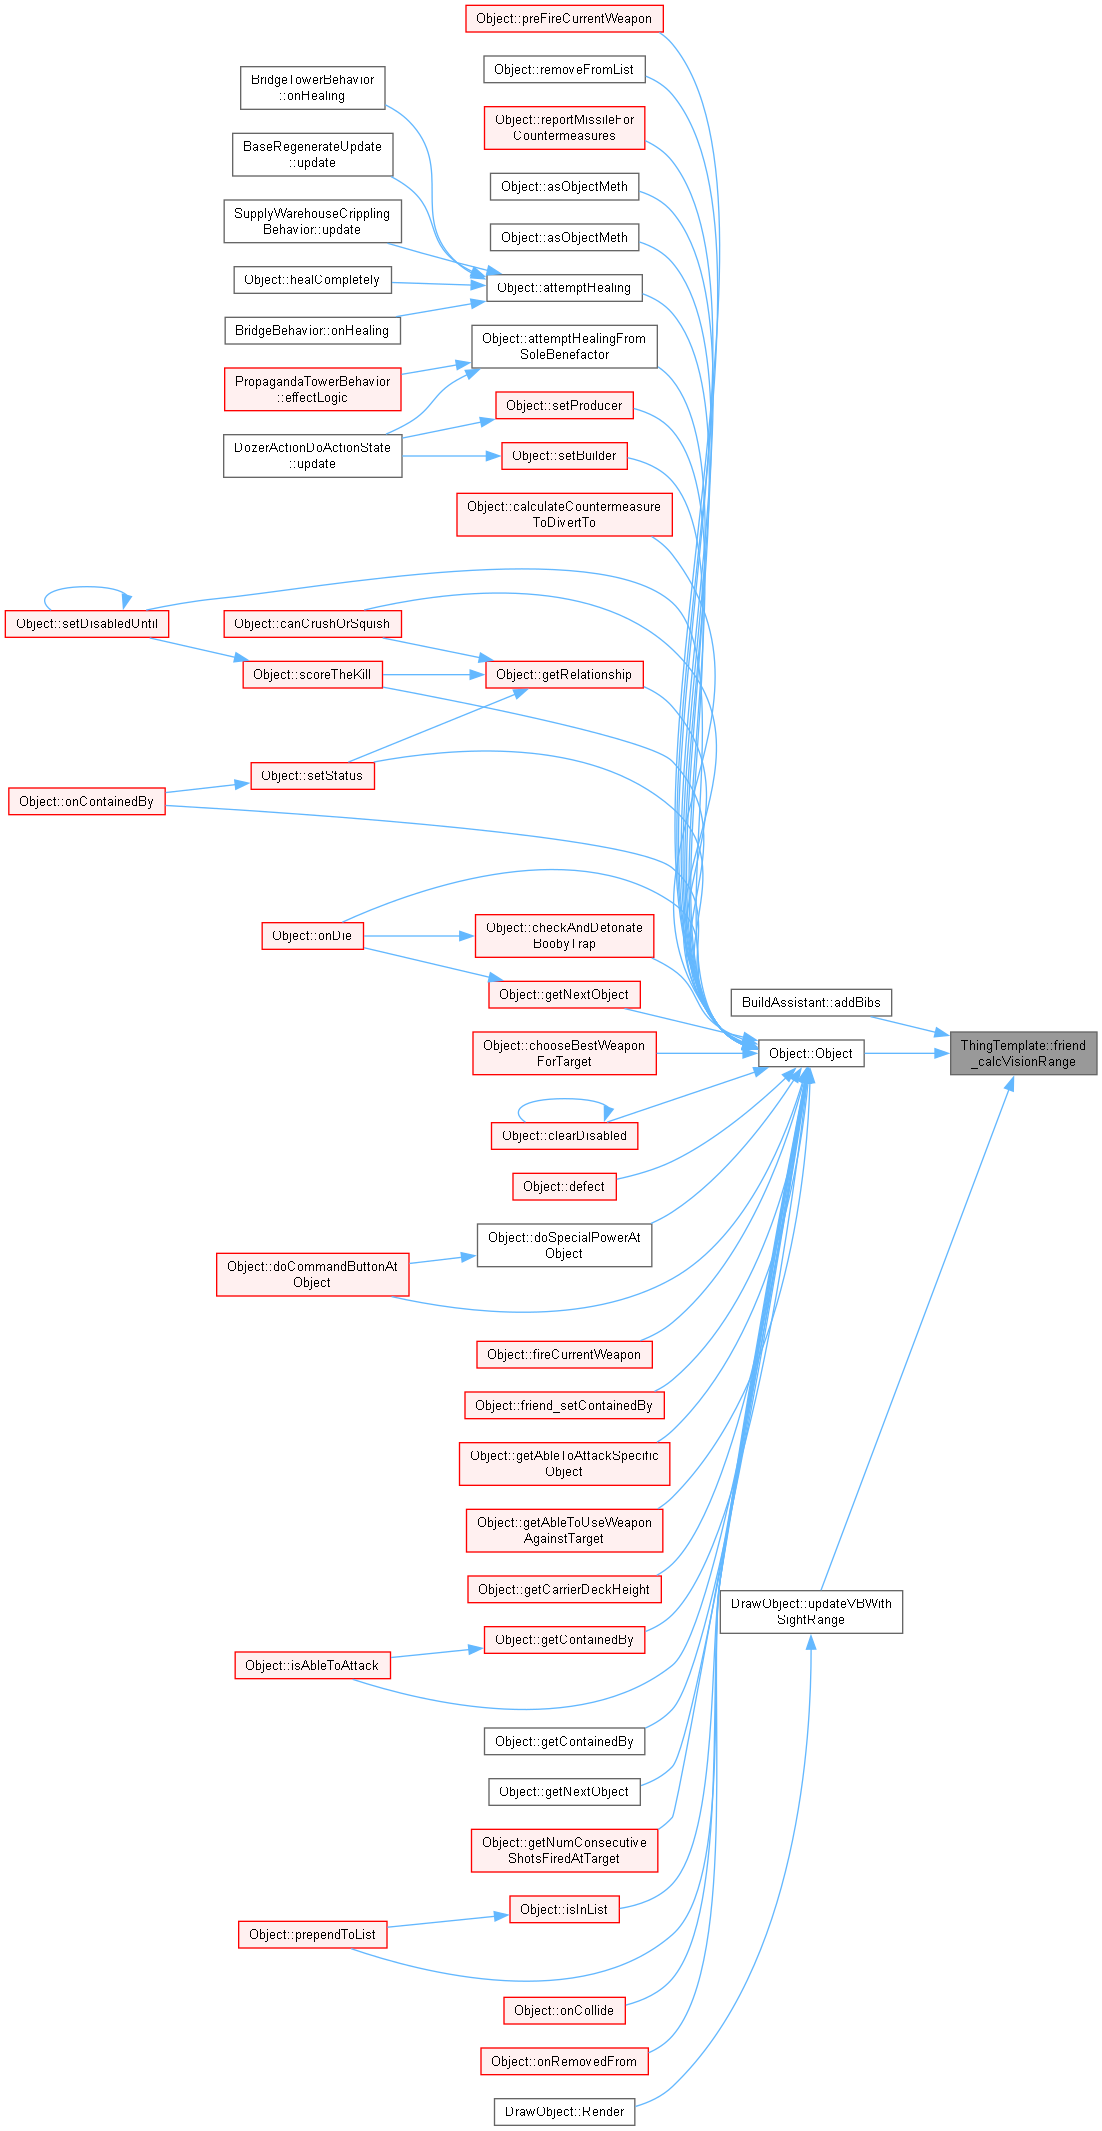 Object::preFireCurrentWeapon
Object::removeFromList
BridgeTowerBehavior
::onHealing
Object::reportMissileFor
Countermeasures
BaseRegenerateUpdate
::update
Object::asObjectMeth
SupplyWarehouseCrippling
Behavior::update
Object::asObjectMeth
Object::healCompletely
Object::attemptHealing
BridgeBehavior::onHealing
Object::attemptHealingFrom
SoleBenefactor
PropagandaTowerBehavior
::effectLogic
Object::setProducer
DozerActionDoActionState
::update
Object::setBuilder
Object::calculateCountermeasure
ToDivertTo
Object::setDisabledUntil
Object::canCrushOrSquish
Object::scoreTheKill
Object::getRelationship
Object::setStatus
Object::onContainedBy
Object::onDie
Object::checkAndDetonate
BoobyTrap
Object::getNextObject
BuildAssistant::addBibs
Object::chooseBestWeapon
ForTarget
Object::Object
ThingTemplate::friend
_calcVisionRange
Object::clearDisabled
Object::defect
Object::doSpecialPowerAt
Object
Object::doCommandButtonAt
Object
Object::fireCurrentWeapon
Object::friend_setContainedBy
Object::getAbleToAttackSpecific
Object
Object::getAbleToUseWeapon
AgainstTarget
Object::getCarrierDeckHeight
DrawObject::updateVBWith
SightRange
Object::getContainedBy
Object::isAbleToAttack
Object::getContainedBy
Object::getNextObject
Object::getNumConsecutive
ShotsFiredAtTarget
Object::isInList
Object::prependToList
Object::onCollide
Object::onRemovedFrom
DrawObject::Render